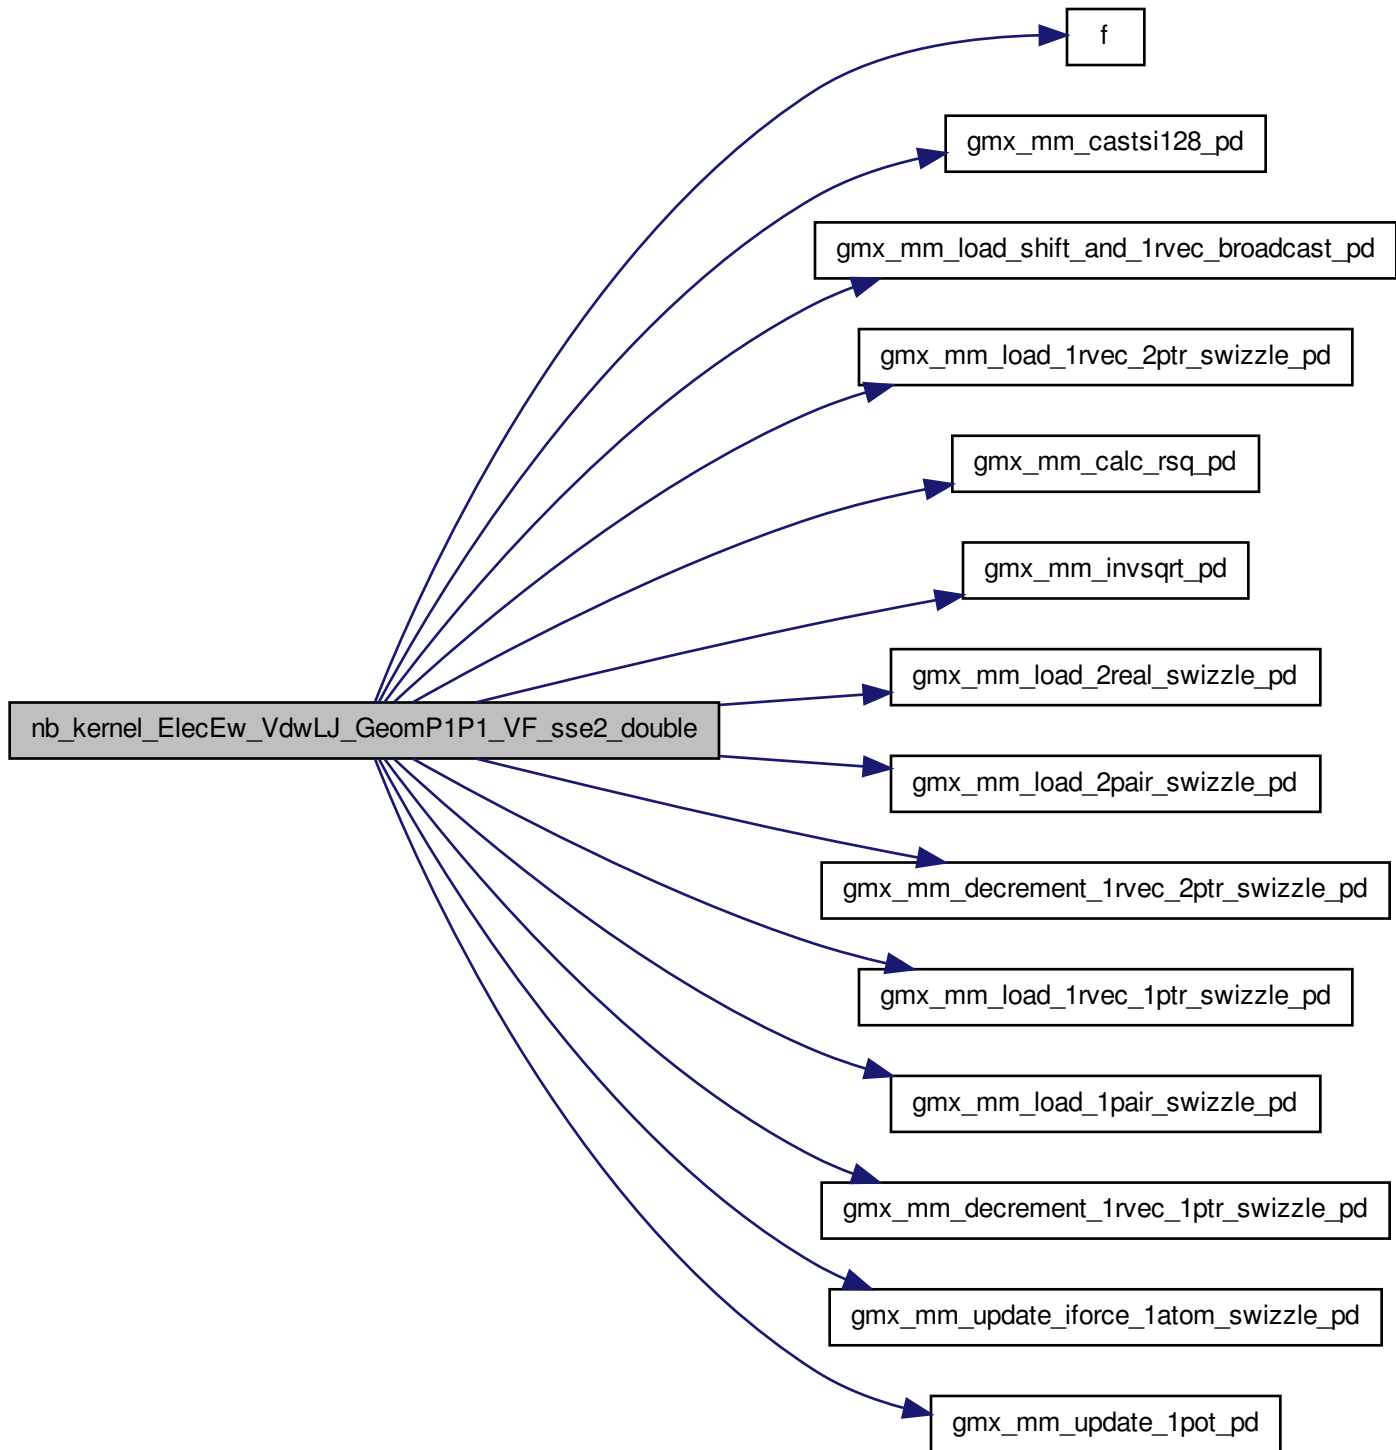 f
gmx_mm_castsi128_pd
gmx_mm_load_shift_and_1rvec_broadcast_pd
gmx_mm_load_1rvec_2ptr_swizzle_pd
gmx_mm_calc_rsq_pd
gmx_mm_invsqrt_pd
gmx_mm_load_2real_swizzle_pd
nb_kernel_ElecEw_VdwLJ_GeomP1P1_VF_sse2_double
gmx_mm_load_2pair_swizzle_pd
gmx_mm_decrement_1rvec_2ptr_swizzle_pd
gmx_mm_load_1rvec_1ptr_swizzle_pd
gmx_mm_load_1pair_swizzle_pd
gmx_mm_decrement_1rvec_1ptr_swizzle_pd
gmx_mm_update_iforce_1atom_swizzle_pd
gmx_mm_update_1pot_pd